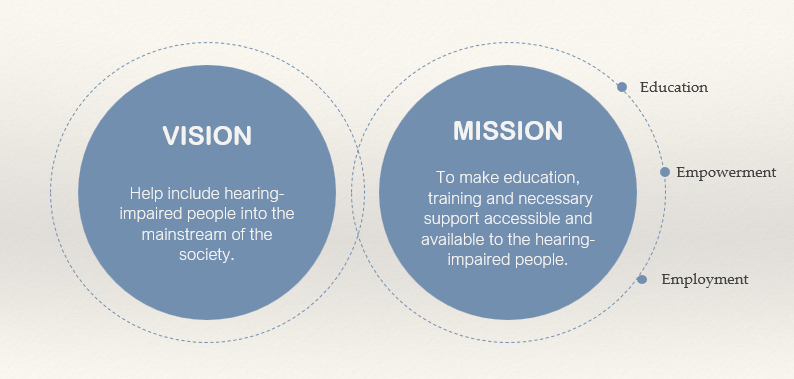 VISION
Help include hearing-
impaired people into the
mainstream of the
society.
MISSION
To make education,
training and necessary
support accessible and
available to the hearing-
impaired people.
Education
Empowerment
Employment